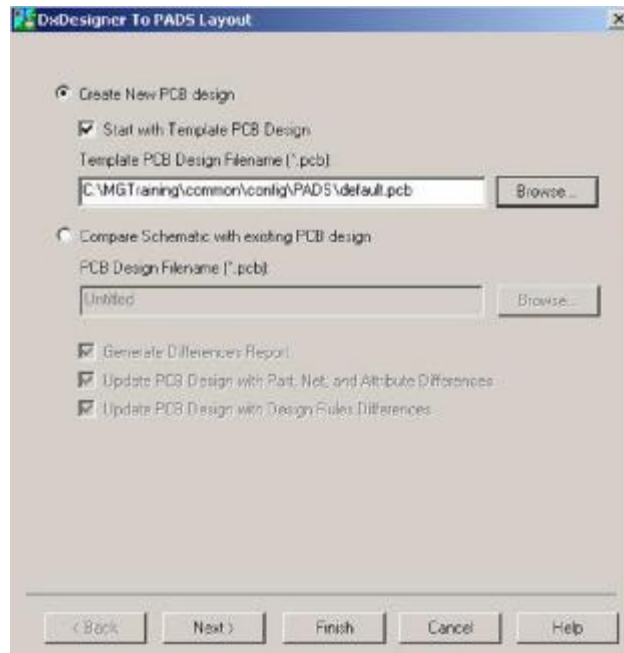 DxDesigner To PADS Layout
Create New PCB design
Start with Template PCB Design
Template PCB Design Filename (*.pcb):
C:\MGTraining\common\config\PADS\default.pcb
Browse...
Compare Schematic with existing PCB design
PCB Design Filename (*.pcb):
Untitled
Browse...
Generate Differences Report
Update PCB Design with Part, Net, and Attribute Differences
Update PCB Design with Design Rules Differences
< Back
Next >
Finish
Cancel
Help